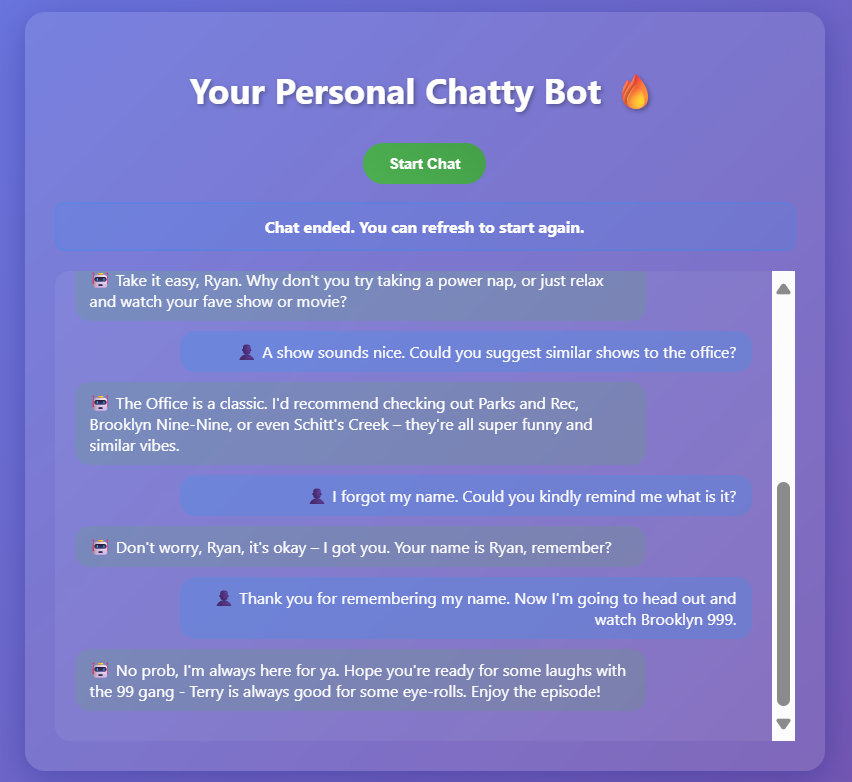 Your Personal Chatty Bot 🔥
Start Chat
Chat ended. You can refresh to start again.
🤖 Take it easy, Ryan. Why don't you try taking a power nap, or just relax
and watch your fave show or movie?
👤 A show sounds nice. Could you suggest similar shows to the office?
🤖 The Office is a classic. I'd recommend checking out Parks and Rec,
Brooklyn Nine-Nine, or even Schitt's Creek – they're all super funny and
similar vibes.
👤 I forgot my name. Could you kindly remind me what is it?
🤖 Don't worry, Ryan, it's okay – I got you. Your name is Ryan, remember?
👤 Thank you for remembering my name. Now I'm going to head out and
watch Brooklyn 999.
🤖 No prob, I'm always here for ya. Hope you're ready for some laughs with
the 99 gang - Terry is always good for some eye-rolls. Enjoy the episode!